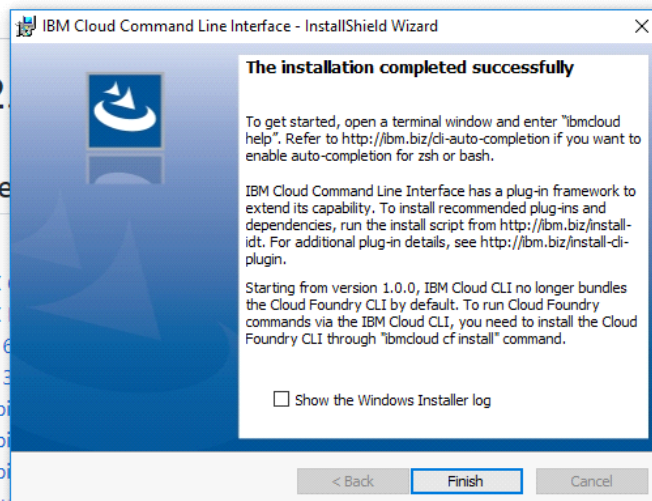 IBM Cloud Command Line Interface - InstallShield Wizard
The installation completed successfully
To get started, open a terminal window and enter "ibmcloud
help". Refer to http://ibm.biz/cli-auto-completion if you want to
enable auto-completion for zsh or bash.
IBM Cloud Command Line Interface has a plug-in framework to
extend its capability. To install recommended plug-ins and
dependencies, run the install script from http://ibm.biz/install-
idt. For additional plug-in details, see http://ibm.biz/install-cli-
plugin.
Starting from version 1.0.0, IBM Cloud CLI no longer bundles
the Cloud Foundry CLI by default. To run Cloud Foundry
commands via the IBM Cloud CLI, you need to install the Cloud
Foundry CLI through "ibmcloud cf install" command.
Show the Windows Installer log
< Back
Finish
Cancel